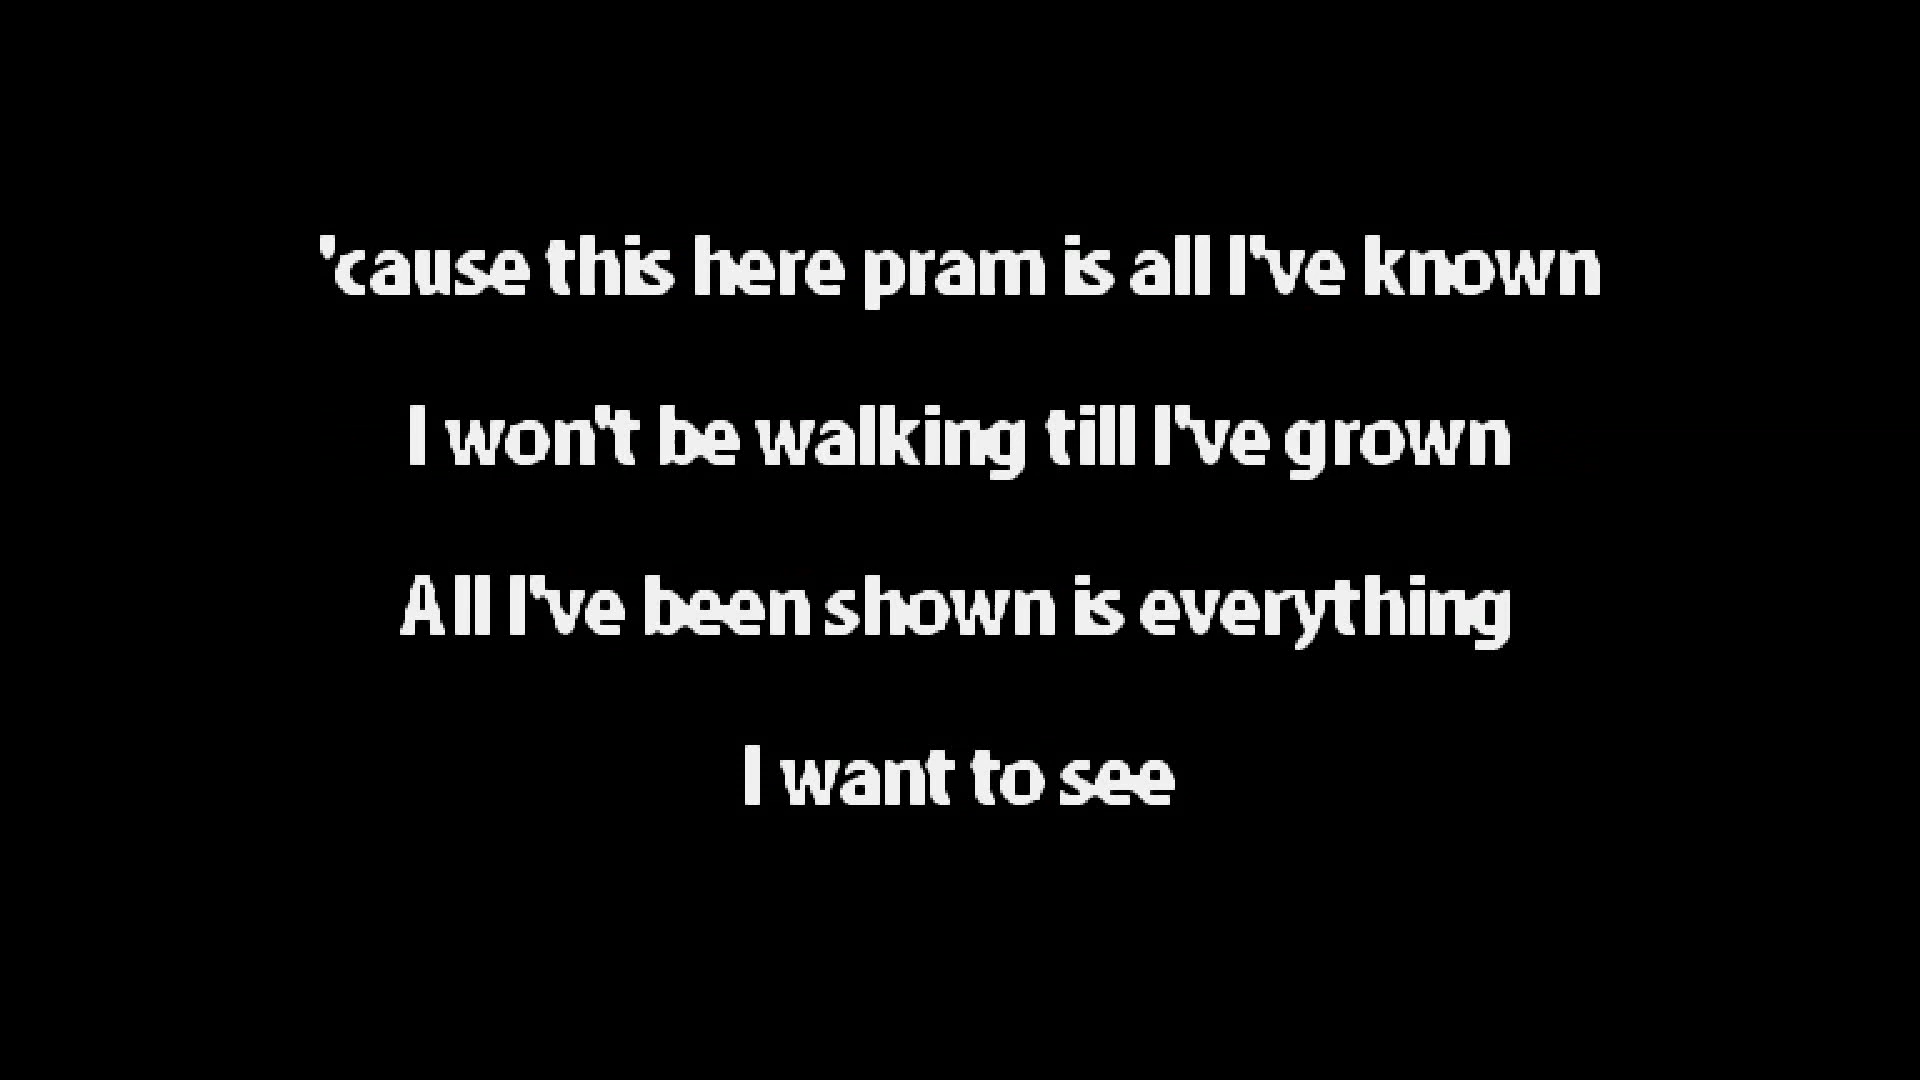 'cause this here pram is all I've known
I won't be walking till I've grown
All I've been shown is everything
I want to see